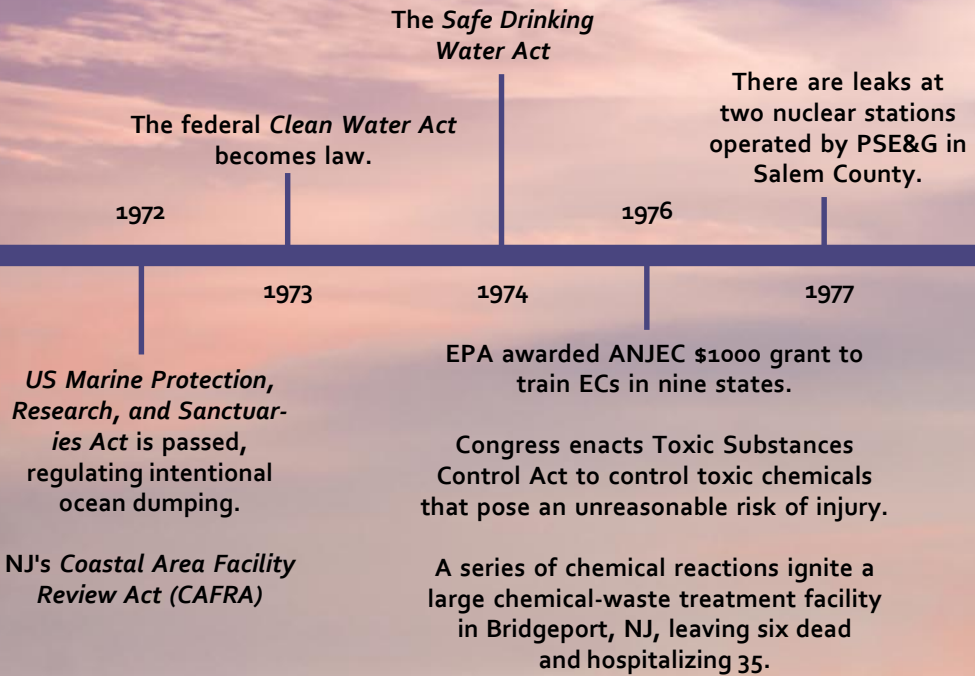 The Safe Drinking
Water Act
There are leaks at
two nuclear stations
operated by PSE&G in
Salem County.
The federal Clean Water Act
becomes law.
1972
1976
1973
1974
1977
US Marine Protection,
Research, and Sanctuar-
ies Act is passed,
regulating intentional
ocean dumping.
NJ's Coastal Area Facility
Review Act (CAFRA)
EPA awarded ANJEC $1000 grant to
train ECs in nine states.
Congress enacts Toxic Substances
Control Act to control toxic chemicals
that pose an unreasonable risk of injury.
A series of chemical reactions ignite a
large chemical-waste treatment facility
in Bridgeport, NJ, leaving six dead
and hospitalizing 35.